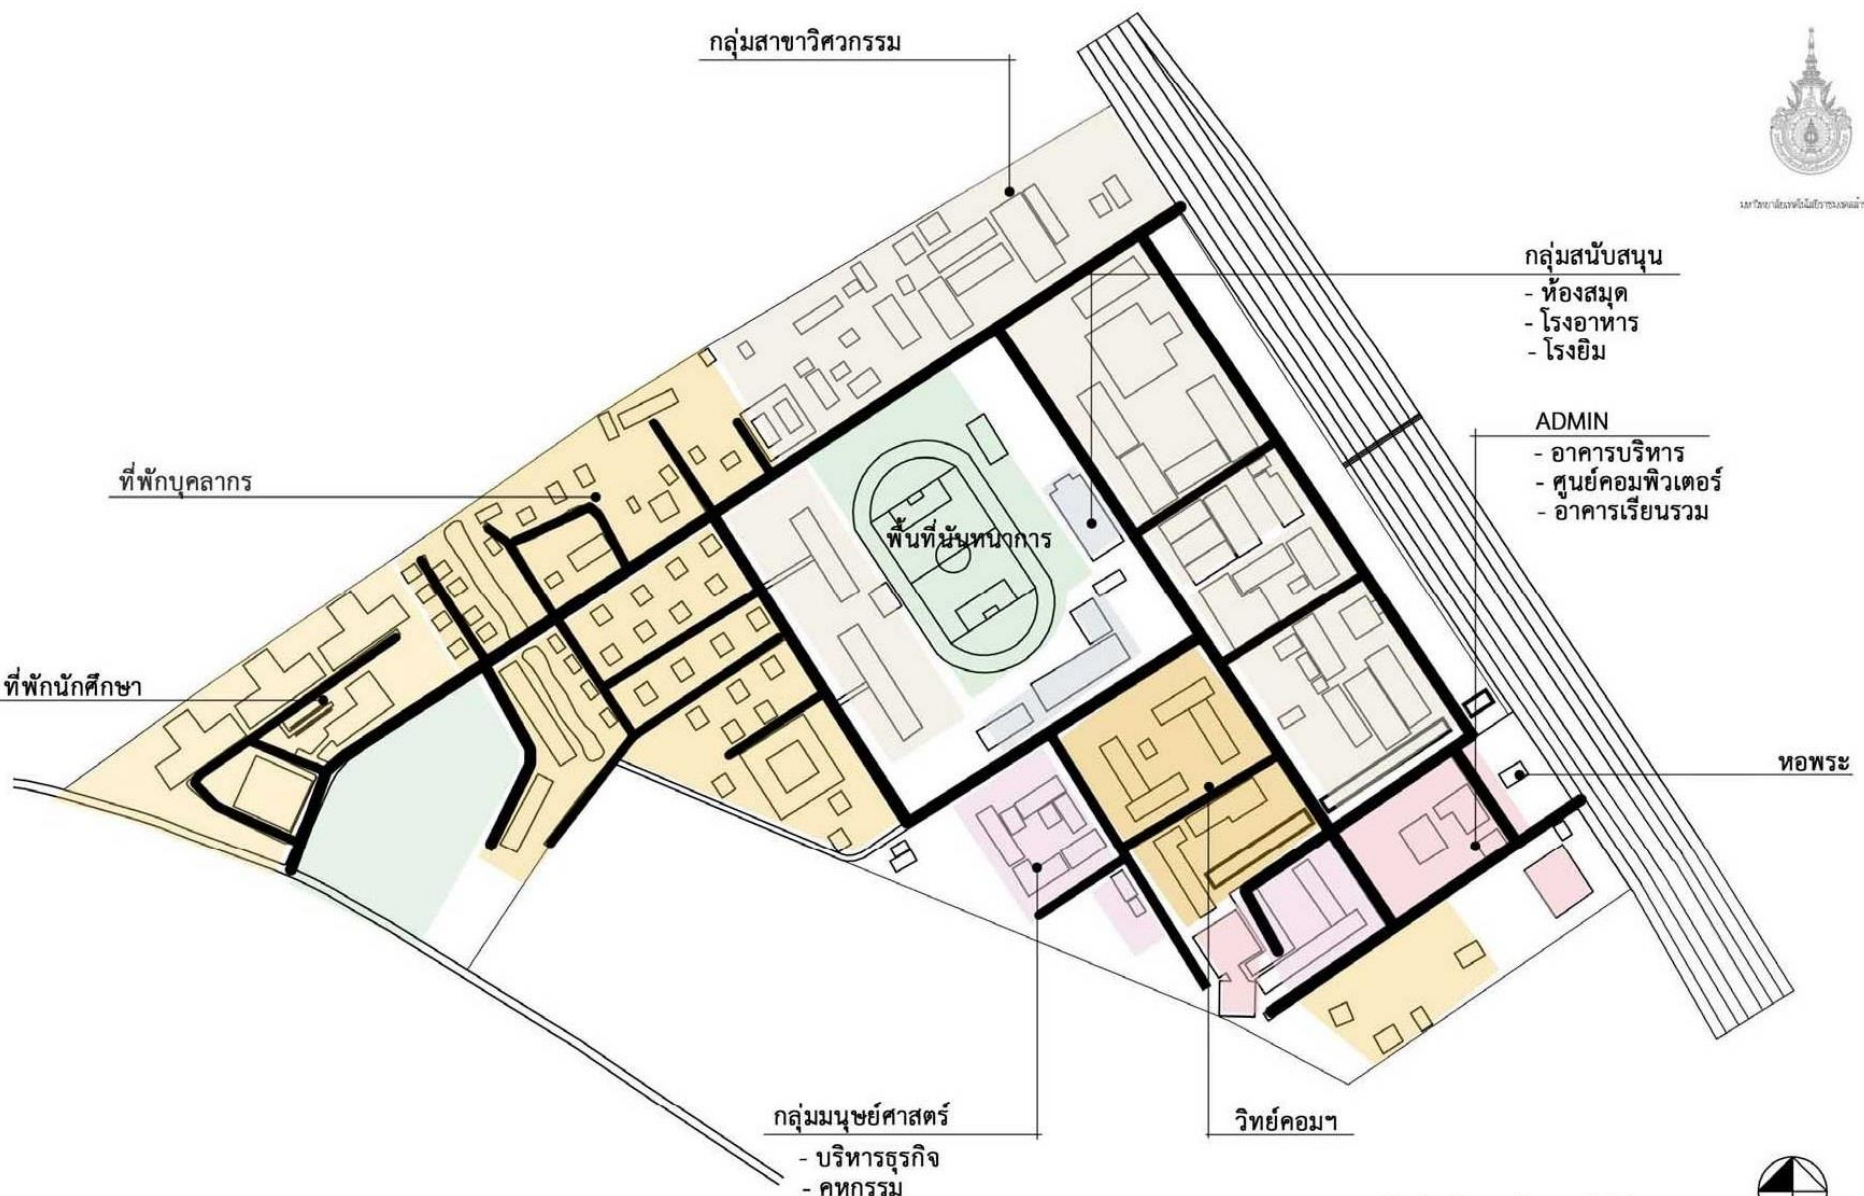 กลุ่มสาขาวิศวกรรม
กลุ่มสนับสนุน
- ห้องสมุด
- โรงอาหาร
- โรงยิม
ADMIN
- อาคารบริหาร
- ศูนย์คอมพิวเตอร์
- อาคารเรียนรวม
ที่พักบุคลากร
พื้นที่นันทนาการ
ที่พักนักศึกษา
หอพระ
กลุ่มมนุษย์ศาสตร์
- บริหารธุรกิจ
- คหกรรม
วิทย์คอมฯ